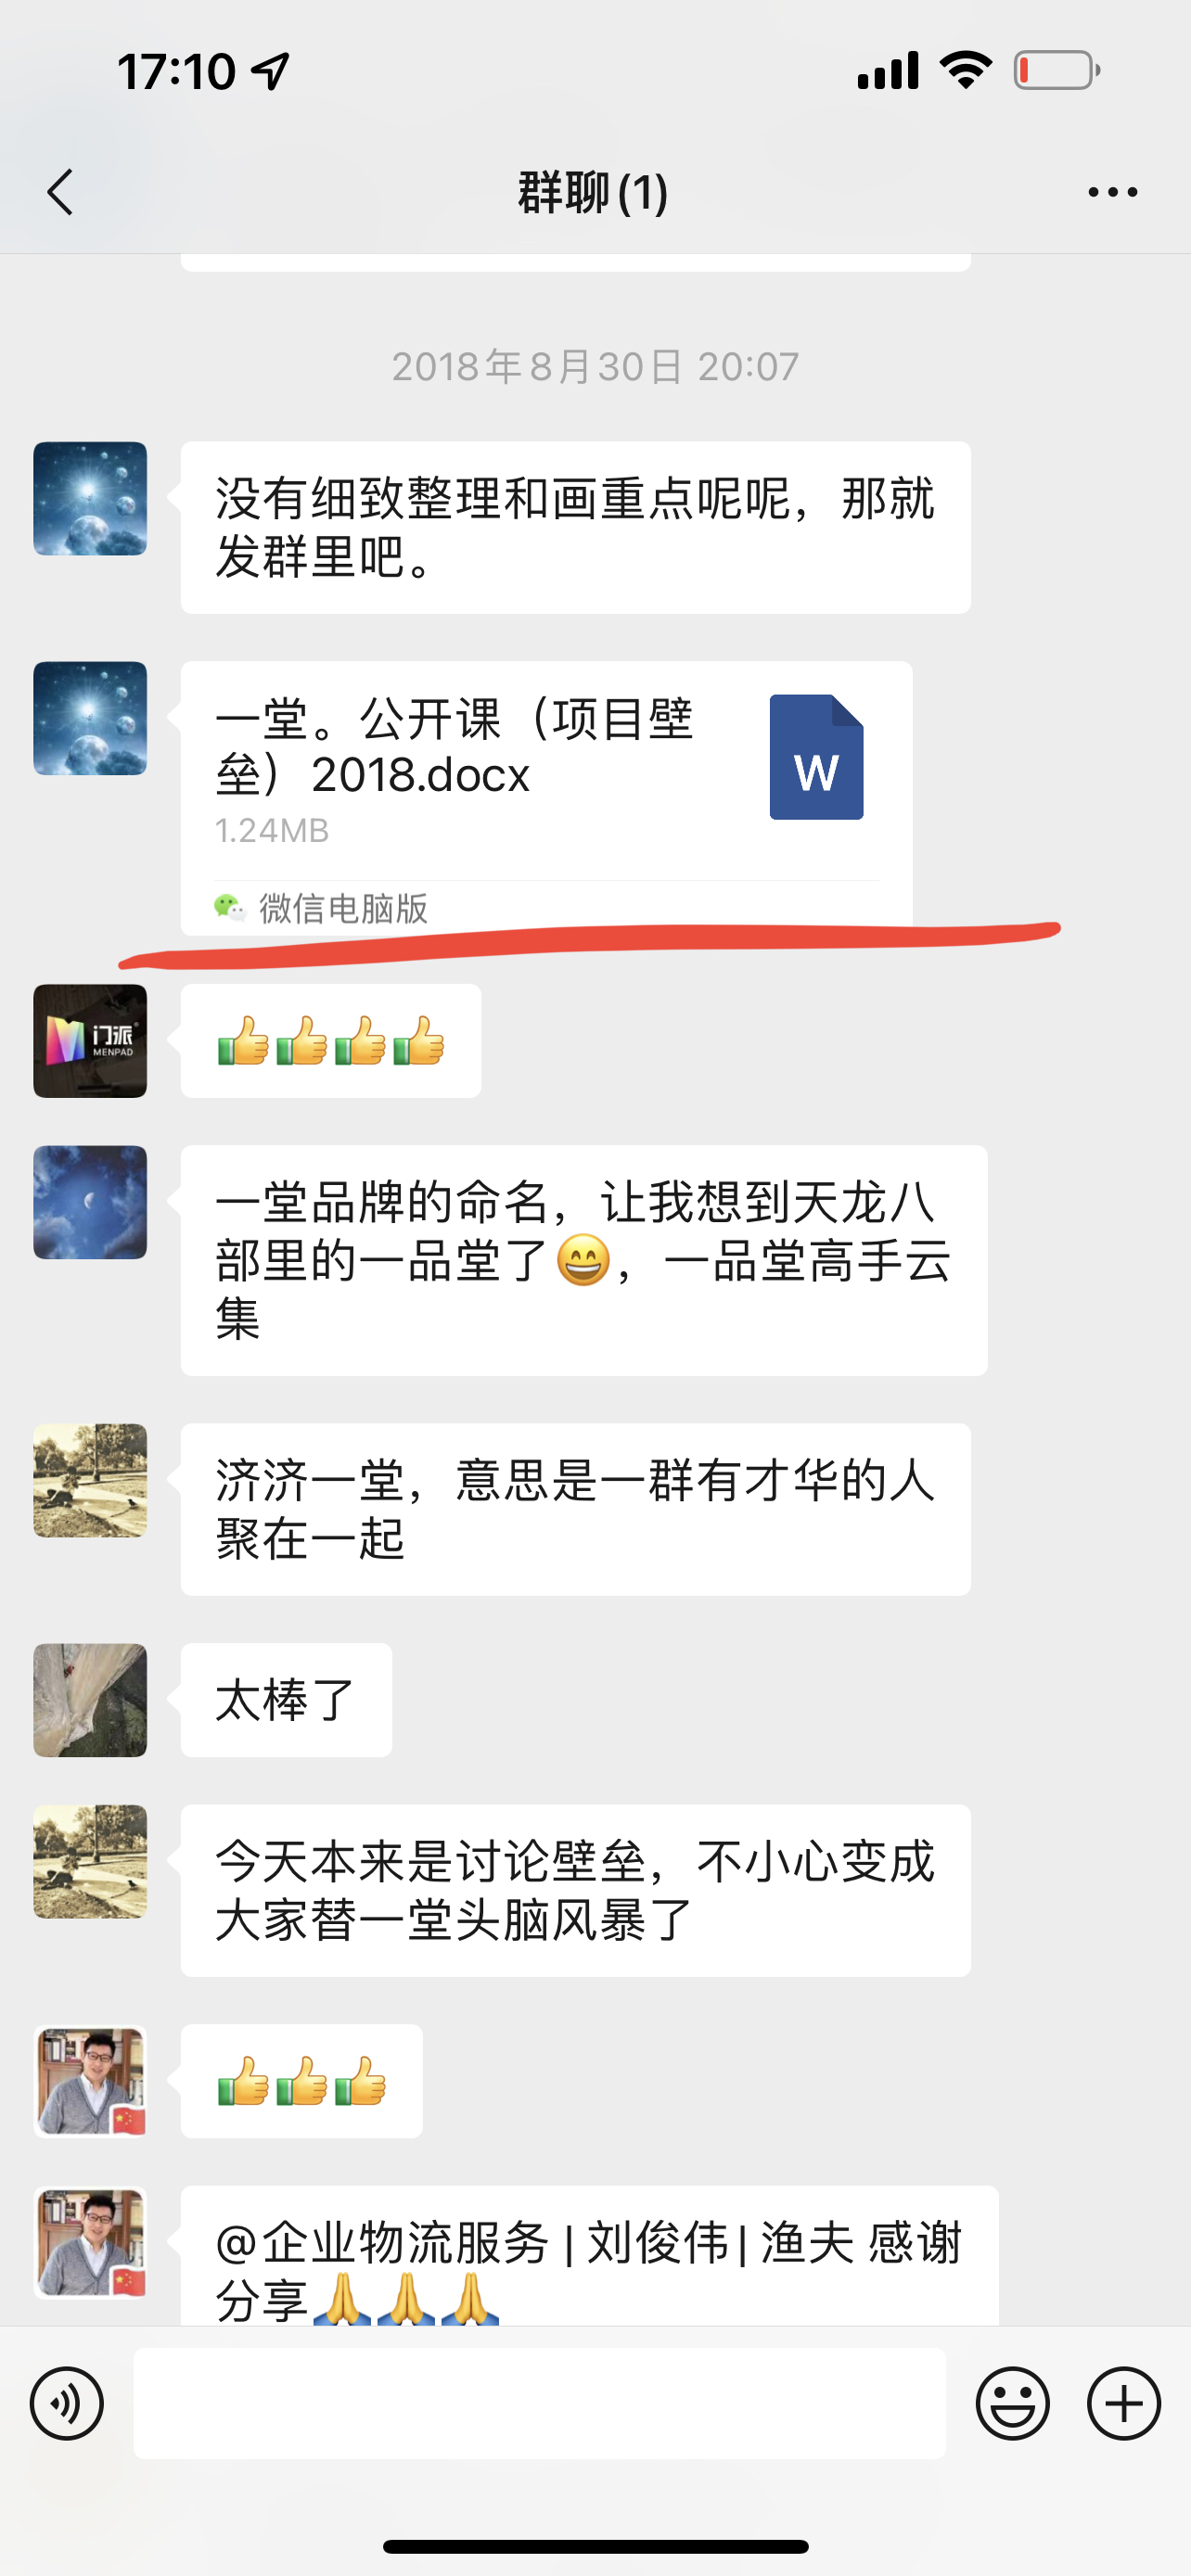 17:10
群聊(1)
2018年8月30日 20:07
没有细致整理和画重点呢呢，那就
发群里吧。
一堂。公开课（项目壁
垒）2018.docx
W
1.24MB
微信电脑版
门派
MENPAD
一堂品牌的命名，让我想到天龙八
部里的一品堂了😄，一品堂高手云
集
济济一堂，意思是一群有才华的人
聚在一起
太棒了
今天本来是讨论壁垒，不小心变成
大家替一堂头脑风暴了
@企业物流服务 | 刘俊伟| 渔夫 感谢
分享🙏🙏🙏